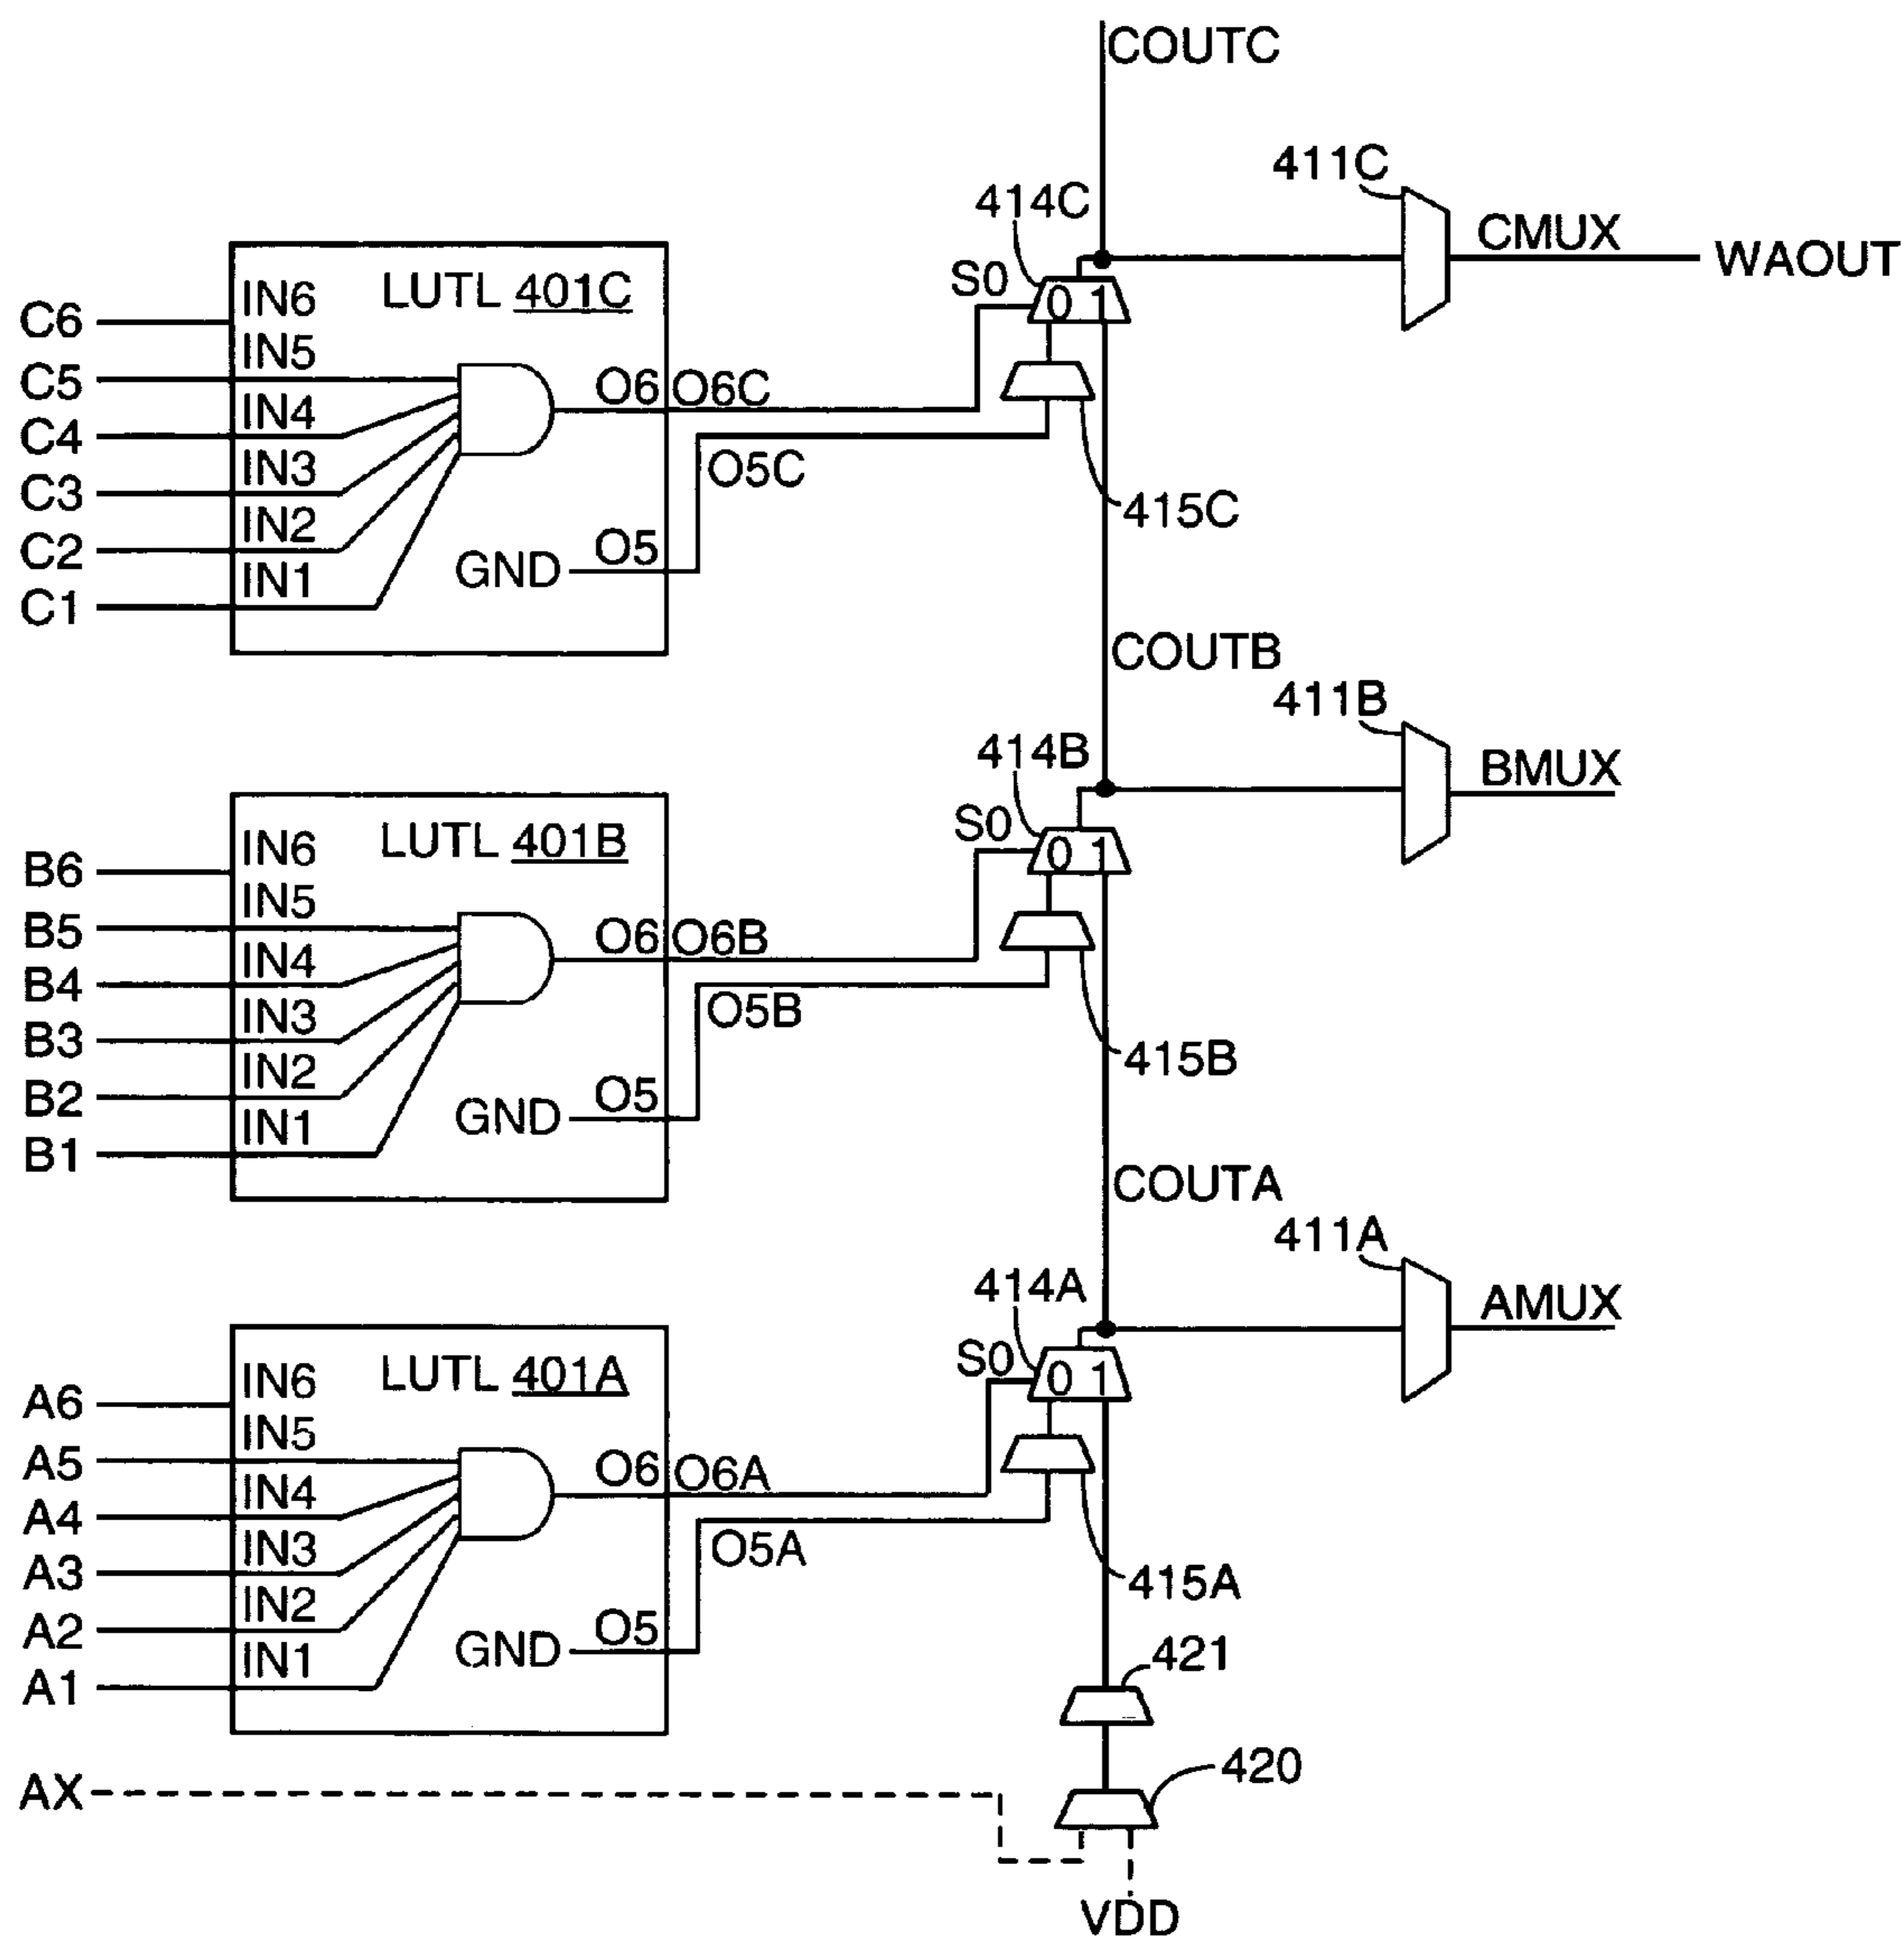 COUTC
411C
414C
CMUX
WAOUT
S0
0 1
LUTL 401C
C6 IN6
IN5
C5
IN4
C4
IN3
C3
IN2
C2
IN1
C1
O6 O6C
O5C
GND O5
415C
COUTB
411B
414B
BMUX
S0
0 1
LUTL 401B
B6 IN6
IN5
B5
IN4
B4
IN3
B3
IN2
B2
IN1
B1
O6 O6B
O5B
GND O5
415B
COUTA
411A
414A
AMUX
S0
0 1
LUTL 401A
A6 IN6
IN5
A5
IN4
A4
IN3
A3
IN2
A2
IN1
A1
O6 O6A
O5A
GND O5
415A
421
420
AX
VDD